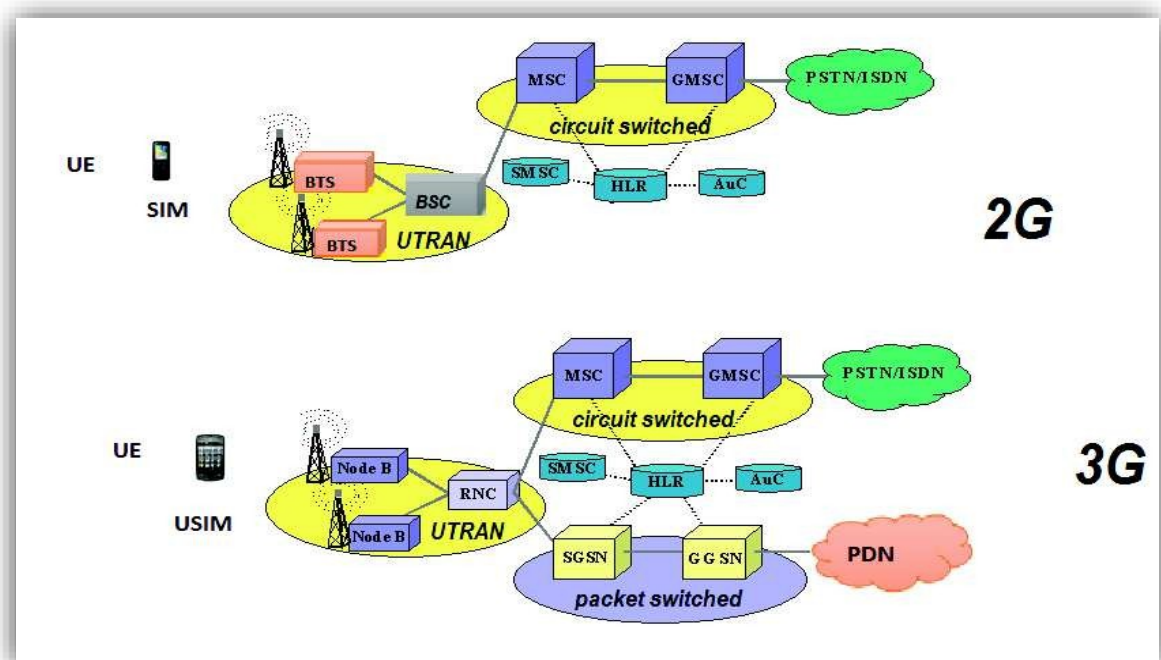 MSC
GMSC
PSTN/ISDN
circuit switched
UE
SIM
BTS
BTS
BSC
UTRAN
SMSC
HLR
AuC
2G
MSC
GMSC
PSTN/ISDN
circuit switched
UE
USIM
Node B
Node B
RNC
UTRAN
SMSC
HLR
AuC
3G
SGSN
GGSN
PDN
packet switched